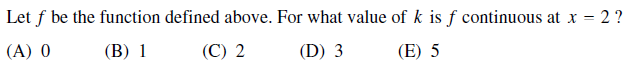 Let f be the function defined above. For what value of k is f continuous at x = 2 ?
(A) 0 (B) 1 (C) 2 (D) 3 (E) 5